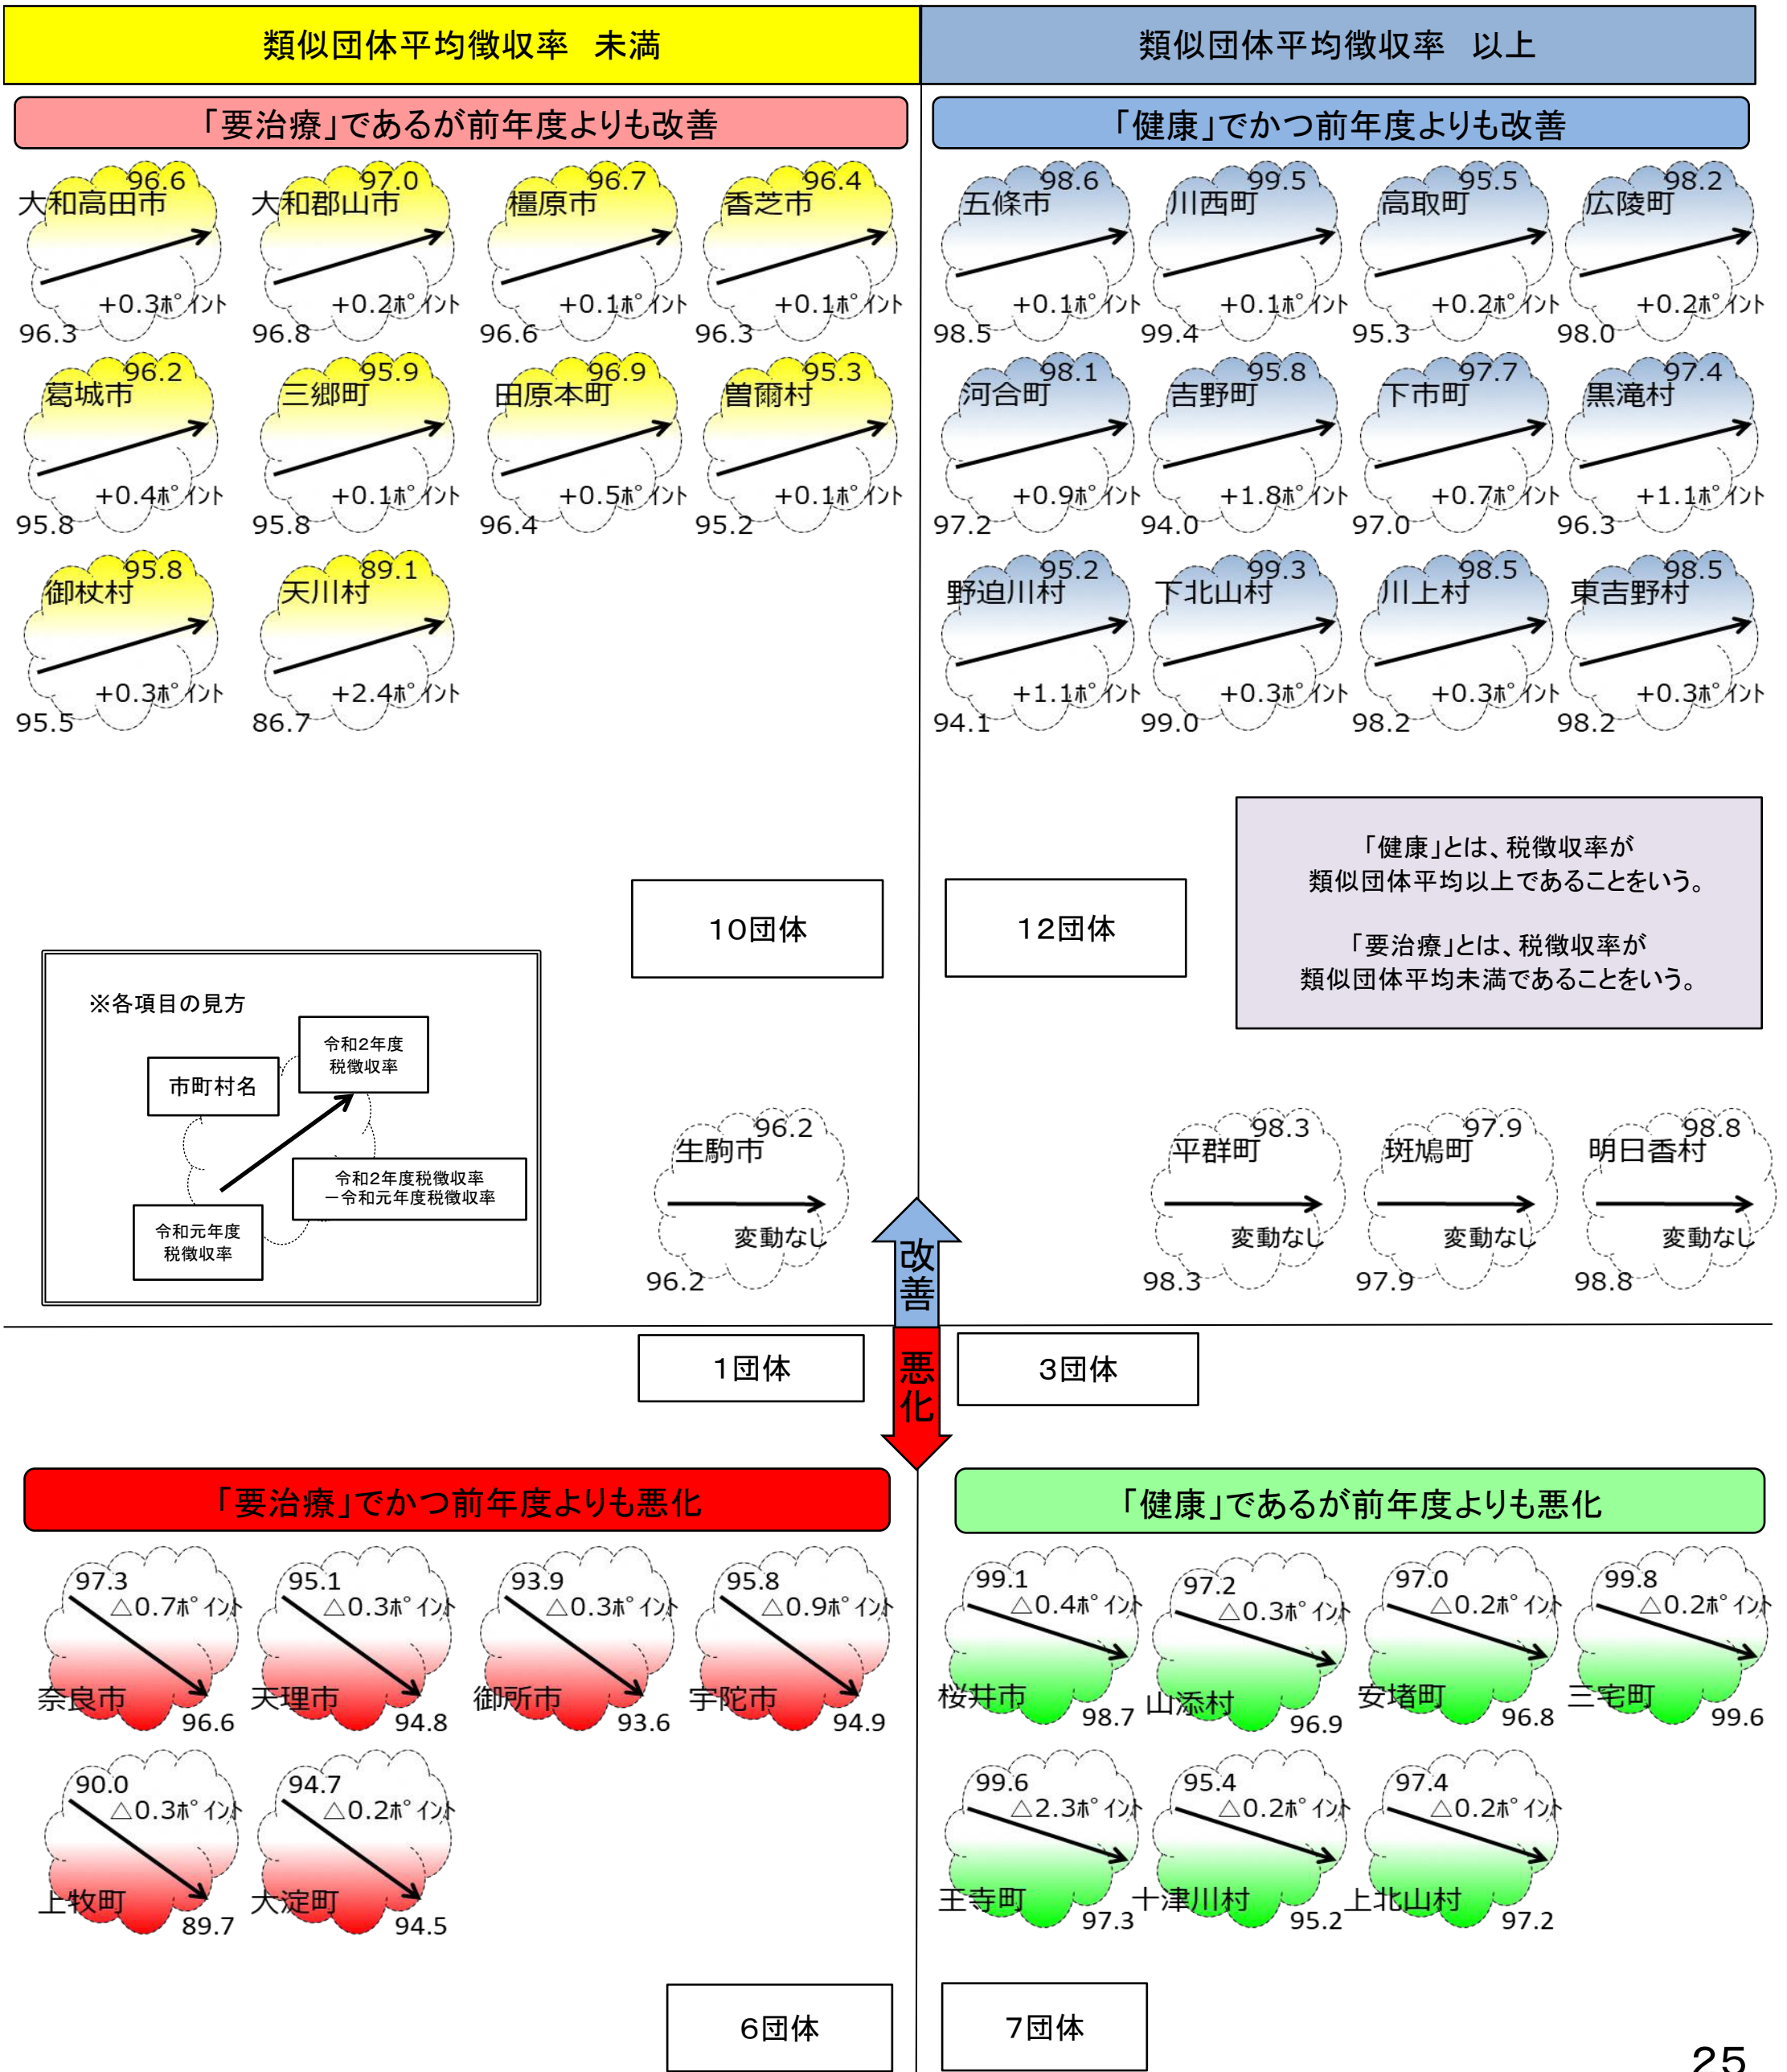 類似団体平均徴収率　未満
類似団体平均徴収率　以上
「要治療」であるが前年度よりも改善
「健康」でかつ前年度よりも改善
大和高田市
96.6
+0.3ポイント
96.3
大和郡山市
97.0
+0.2ポイント
96.8
橿原市
96.7
+0.1ポイント
96.6
香芝市
96.4
+0.1ポイント
96.3
五條市
98.6
+0.1ポイント
98.5
川西町
99.5
+0.1ポイント
99.4
高取町
95.5
+0.2ポイント
95.3
広陵町
98.2
+0.2ポイント
98.0
葛城市
96.2
+0.4ポイント
95.8
三郷町
95.9
+0.1ポイント
95.8
田原本町
96.9
+0.5ポイント
96.4
曽爾村
95.3
+0.1ポイント
95.2
河合町
98.1
+0.9ポイント
97.2
吉野町
95.8
+1.8ポイント
94.0
下市町
97.7
+0.7ポイント
97.0
黒滝村
97.4
+1.1ポイント
96.3
御杖村
95.8
+0.3ポイント
95.5
天川村
89.1
+2.4ポイント
86.7
野迫川村
95.2
+1.1ポイント
94.1
下北山村
99.3
+0.3ポイント
99.0
川上村
98.5
+0.3ポイント
98.2
東吉野村
98.5
+0.3ポイント
98.2
10団体
12団体
「健康」とは、税徴収率が
類似団体平均以上であることをいう。
「要治療」とは、税徴収率が
類似団体平均未満であることをいう。
※各項目の見方
令和2年度
税徴収率
市町村名
令和2年度税徴収率
－令和元年度税徴収率
令和元年度
税徴収率
生駒市
96.2
変動なし
96.2
平群町
98.3
変動なし
98.3
斑鳩町
97.9
変動なし
97.9
明日香村
98.8
変動なし
98.8
改善
悪化
1団体
3団体
「要治療」でかつ前年度よりも悪化
「健康」であるが前年度よりも悪化
97.3
△0.7ポイント
奈良市
96.6
95.1
△0.3ポイント
天理市
94.8
93.9
△0.3ポイント
御所市
93.6
95.8
△0.9ポイント
宇陀市
94.9
99.1
△0.4ポイント
桜井市
98.7
97.2
△0.3ポイント
山添村
96.9
97.0
△0.2ポイント
安堵町
96.8
99.8
△0.2ポイント
三宅町
99.6
90.0
△0.3ポイント
上牧町
89.7
94.7
△0.2ポイント
大淀町
94.5
99.6
△2.3ポイント
王寺町
97.3
95.4
△0.2ポイント
十津川村
95.2
97.4
△0.2ポイント
上北山村
97.2
6団体
7団体
25